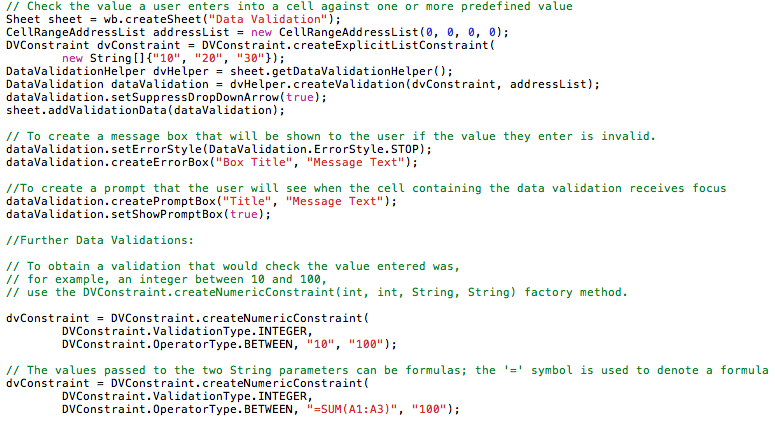 // Check the value a user enters into a cell against one or more predefined value
Sheet sheet = wb.createSheet("Data Validation");
CellRangeAddressList addressList = new CellRangeAddressList(0, 0, 0, 0);
DVConstraint dvConstraint = DVConstraint.createExplicitListConstraint(
        new String[]{"10", "20", "30"});
DataValidationHelper dvHelper = sheet.getDataValidationHelper();
DataValidation dataValidation = dvHelper.createValidation(dvConstraint, addressList);
dataValidation.setSuppressDropDownArrow(true);
sheet.addValidationData(dataValidation);

// To create a message box that will be shown to the user if the value they enter is invalid.
dataValidation.setErrorStyle(DataValidation.ErrorStyle.STOP);
dataValidation.createErrorBox("Box Title", "Message Text");

//To create a prompt that the user will see when the cell containing the data validation receives focus
dataValidation.createPromptBox("Title", "Message Text");
dataValidation.setShowPromptBox(true);

//Further Data Validations:

// To obtain a validation that would check the value entered was,
// for example, an integer between 10 and 100,
// use the DVConstraint.createNumericConstraint(int, int, String, String) factory method.

dvConstraint = DVConstraint.createNumericConstraint(
        DVConstraint.ValidationType.INTEGER,
        DVConstraint.OperatorType.BETWEEN, "10", "100");

// The values passed to the two String parameters can be formulas; the '=' symbol is used to denote a formula
dvConstraint = DVConstraint.createNumericConstraint(
        DVConstraint.ValidationType.INTEGER,
        DVConstraint.OperatorType.BETWEEN, "=SUM(A1:A3)", "100");